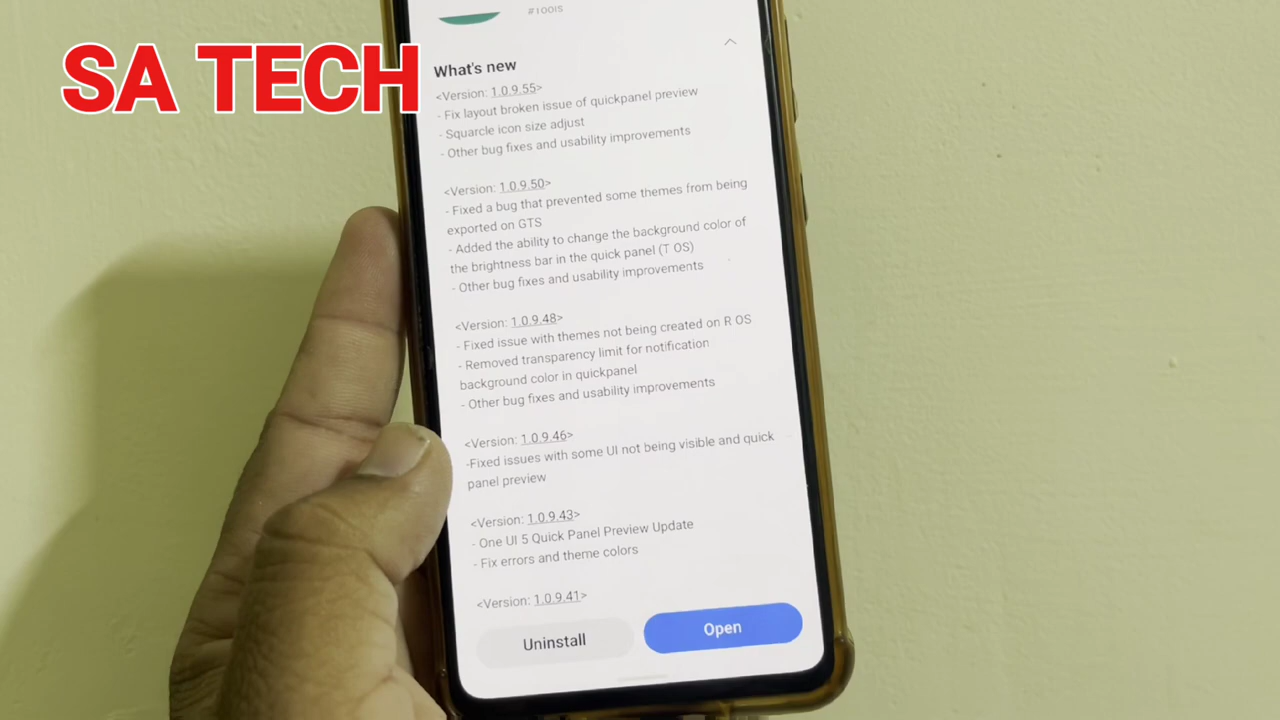 #100IS
SA TECH
What's new
<Version: 1.0.9.55>
- Fix layout broken issue of quickpanel preview
- Squarcle icon size adjust
- Other bug fixes and usability improvements
<Version: 1.0.9.50>
- Fixed a bug that prevented some themes from being
exported on GTS
- Added the ability to change the background color of
the brightness bar in the quick panel (T OS)
- Other bug fixes and usability improvements
<Version: 1.0.9.48>
- Fixed issue with themes not being created on R OS
- Removed transparency limit for notification
background color in quickpanel
- Other bug fixes and usability improvements
<Version: 1.0.9.46>
-Fixed issues with some UI not being visible and quick
panel preview
<Version: 1.0.9.43>
- One UI 5 Quick Panel Preview Update
- Fix errors and theme colors
<Version: 1.0.9.41>
Uninstall
Open